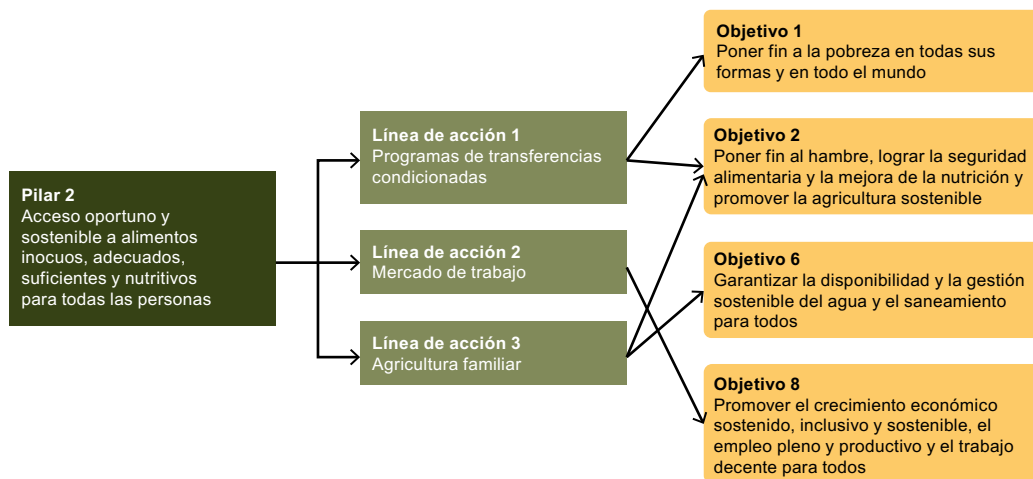 Pilar 2
Acceso oportuno y
sostenible a alimentos
inocuos, adecuados,
suficientes y nutritivos
para todas las personas
Línea de acción 1
Programas de transferencias
condicionadas
Línea de acción 2
Mercado de trabajo
Línea de acción 3
Agricultura familiar
Objetivo 1
Poner fin a la pobreza en todas sus
formas y en todo el mundo
Objetivo 2
Poner fin al hambre, lograr la seguridad
alimentaria y la mejora de la nutrición y
promover la agricultura sostenible
Objetivo 6
Garantizar la disponibilidad y la gestión
sostenible del agua y el saneamiento
para todos
Objetivo 8
Promover el crecimiento económico
sostenido, inclusivo y sostenible, el
empleo pleno y productivo y el trabajo
decente para todos